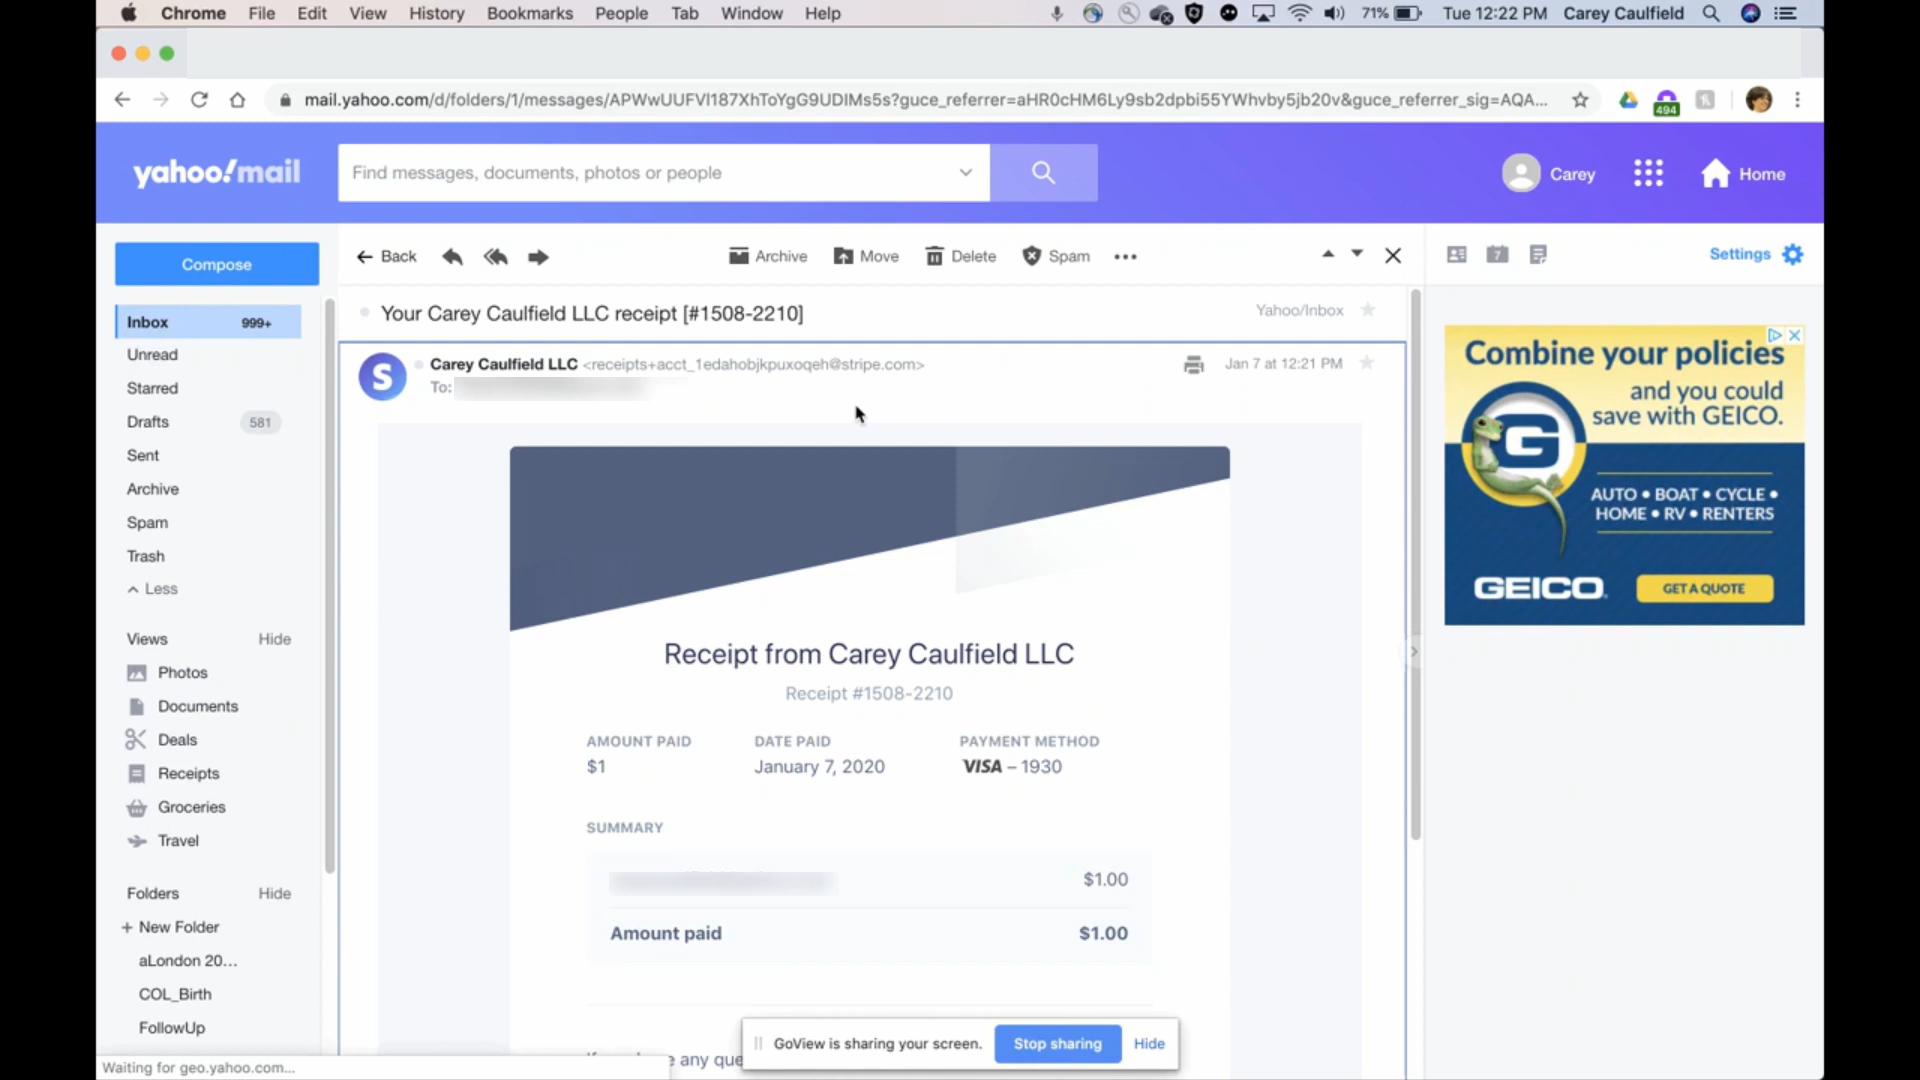 Chrome File Edit View History Bookmarks People Tab Window Help 71% Tue 12:22 PM Carey Caulfield
mail.yahoo.com/d/folders/1/messages/APWwUUFVI187XhToYgG9UDIMs5s?guce_referrer=aHR0cHM6Ly9sb2dpbi55YWhvby5jb20v&guce_referrer_sig=AQA...
494
yahoo!mail
Find messages, documents, photos or people
Carey
Home
Compose
Back
Archive
Move
Delete
Spam
7
Settings
Inbox 999+
Unread
Starred
Drafts 581
Sent
Archive
Spam
Trash
Less
Views Hide
Photos
Documents
Deals
Receipts
Groceries
Travel
Folders Hide
+ New Folder
aLondon 20...
COL_Birth
FollowUp
Your Carey Caulfield LLC receipt [#1508-2210]
Yahoo/Inbox
S
Carey Caulfield LLC <receipts+acct_1edahobjkpuxoqeh@stripe.com>
Jan 7 at 12:21 PM
To:
Receipt from Carey Caulfield LLC
Receipt #1508-2210
AMOUNT PAID DATE PAID PAYMENT METHOD
$1 January 7, 2020 VISA – 1930
SUMMARY
$1.00
Amount paid $1.00
any que
GoView is sharing your screen. Stop sharing Hide
Waiting for geo.yahoo.com...
Combine your policies
and you could
save with GEICO.
G
AUTO • BOAT • CYCLE •
HOME • RV • RENTERS
GEICO.
GET A QUOTE